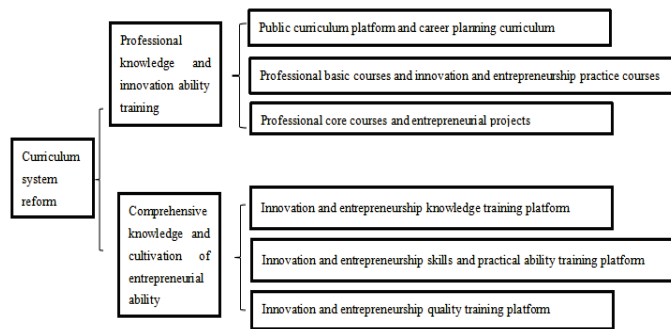 Professional
knowledge and
innovation ability
training
Public curriculum platform and career planning curriculum
Professional basic courses and innovation and entrepreneurship practice courses
Professional core courses and entrepreneurial projects
Curriculum
system
reform
Comprehensive
knowledge and
cultivation of
entrepreneurial
ability
Innovation and entrepreneurship knowledge training platform
Innovation and entrepreneurship skills and practical ability training platform
Innovation and entrepreneurship quality training platform